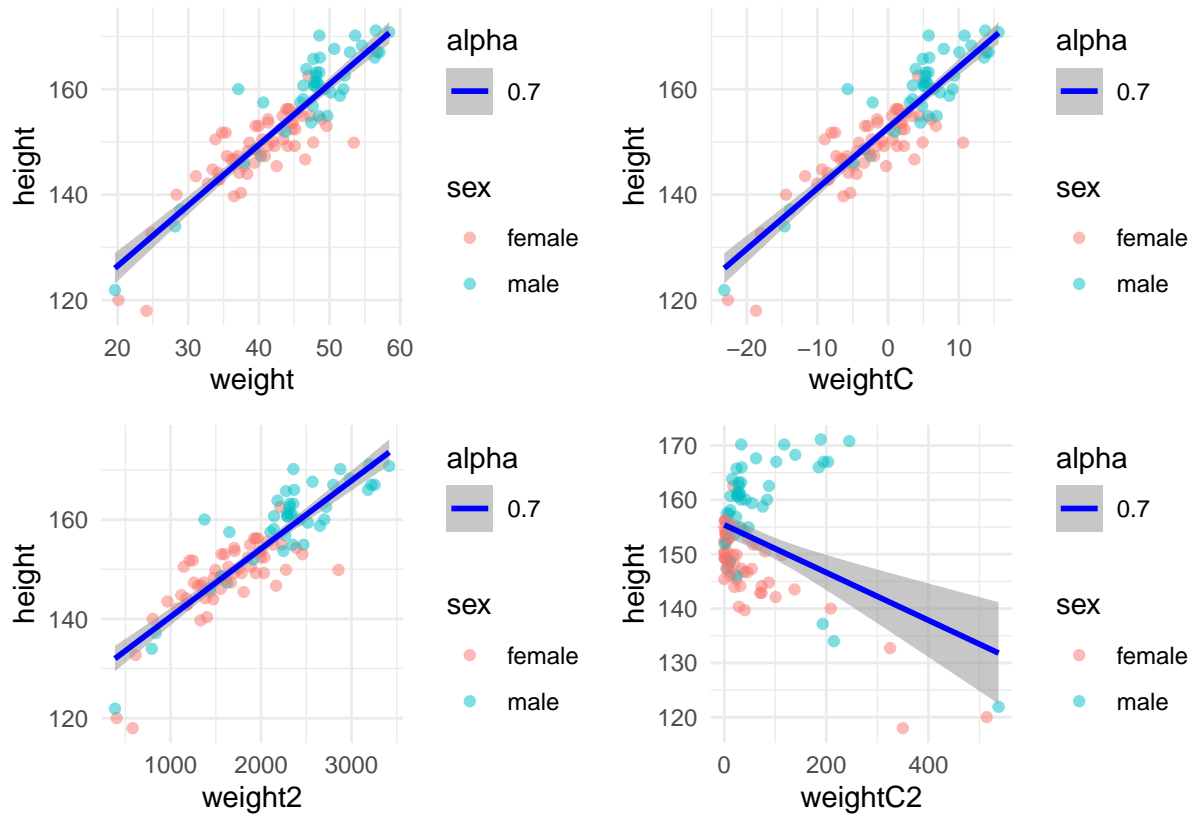 height
160
140
120
20 30 40 50 60
weight
alpha
0.7
sex
female
male
height
160
140
120
−20 −10 0 10
weightC
alpha
0.7
sex
female
male
height
160
140
120
1000 2000 3000
weight2
alpha
0.7
sex
female
male
height
170
160
150
140
130
120
0 200 400
weightC2
alpha
0.7
sex
female
male